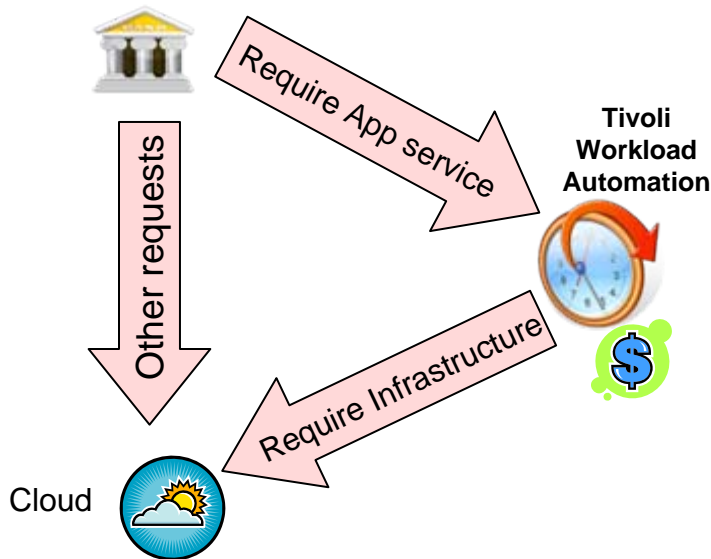 Require App service
Tivoli
Workload
Automation
Other requests
$
Require Infrastructure
Cloud